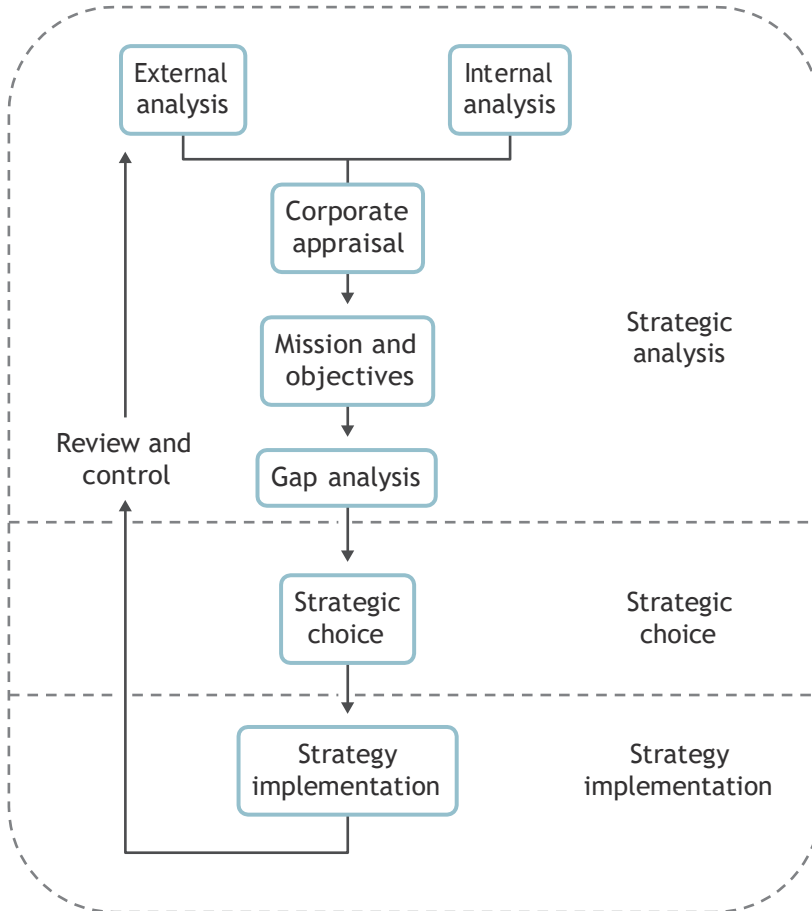 External
analysis
Internal
analysis
Corporate
appraisal
Mission and
objectives
Strategic
analysis
Review and
control
Gap analysis
Strategic
choice
Strategic
choice
Strategy
implementation
Strategy
implementation